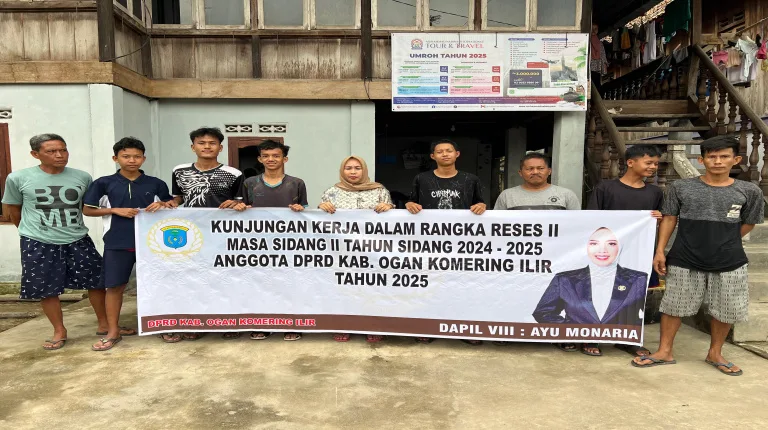 TOUR & TRAVEL
UMROH TAHUN 2025
BO
ME
KUNJUNGAN KERJA DALAM RANGKA RESES II
MASA SIDANG II TAHUN SIDANG 2024 - 2025
ANGGOTA DPRD KAB. OGAN KOMERING ILIR
TAHUN 2025
DPRD KAB. OGAN KOMERING ILIR
DAPIL VIII : AYU MONARIA